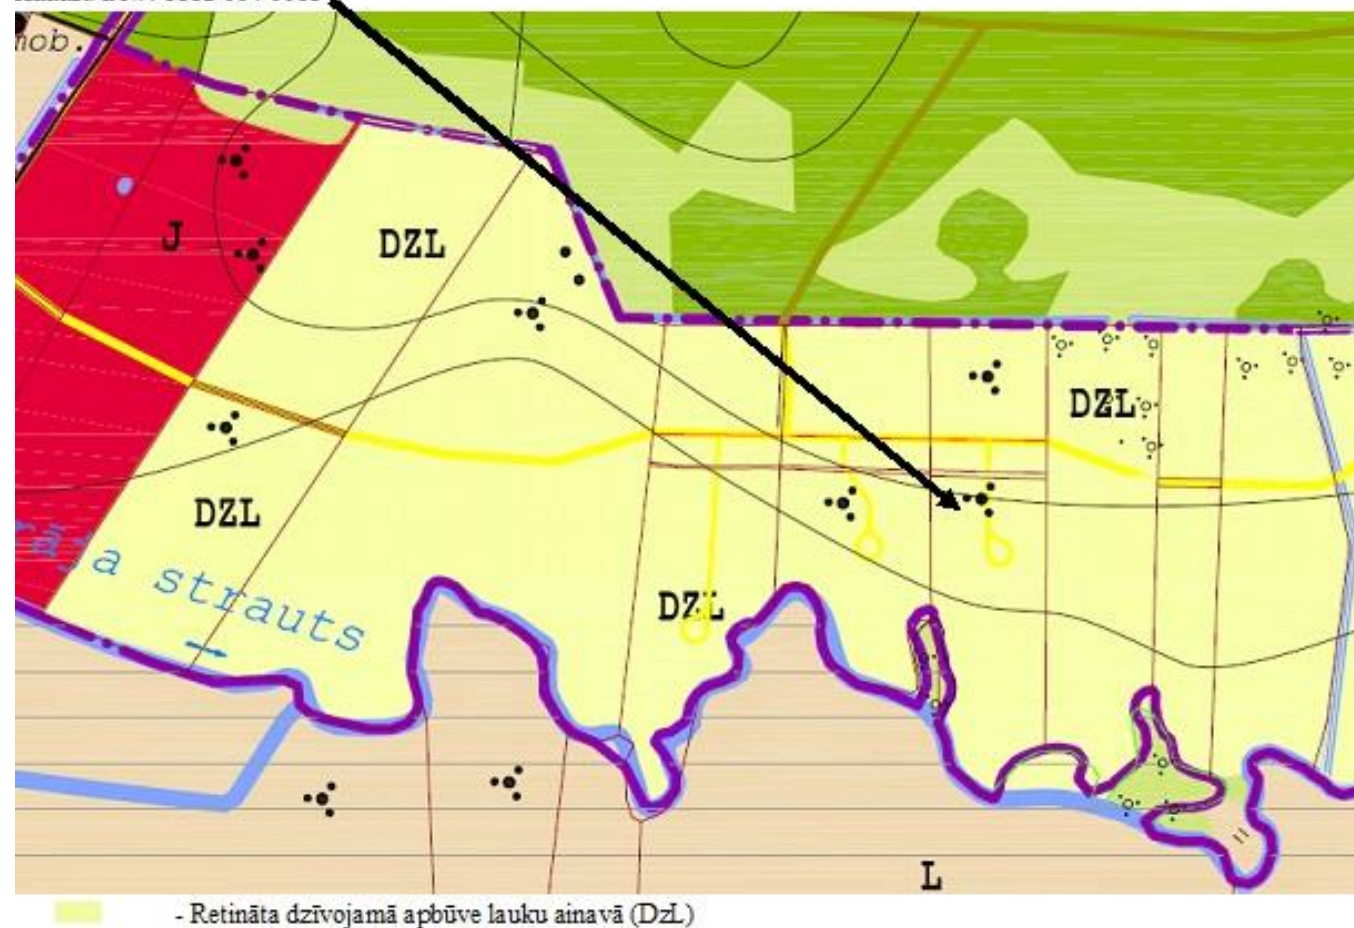 mob.
J
DZL
DZL
DZL
strauts
DZL
L
- Retināta dzīvojamā apbūve lauku ainavā (DzL)